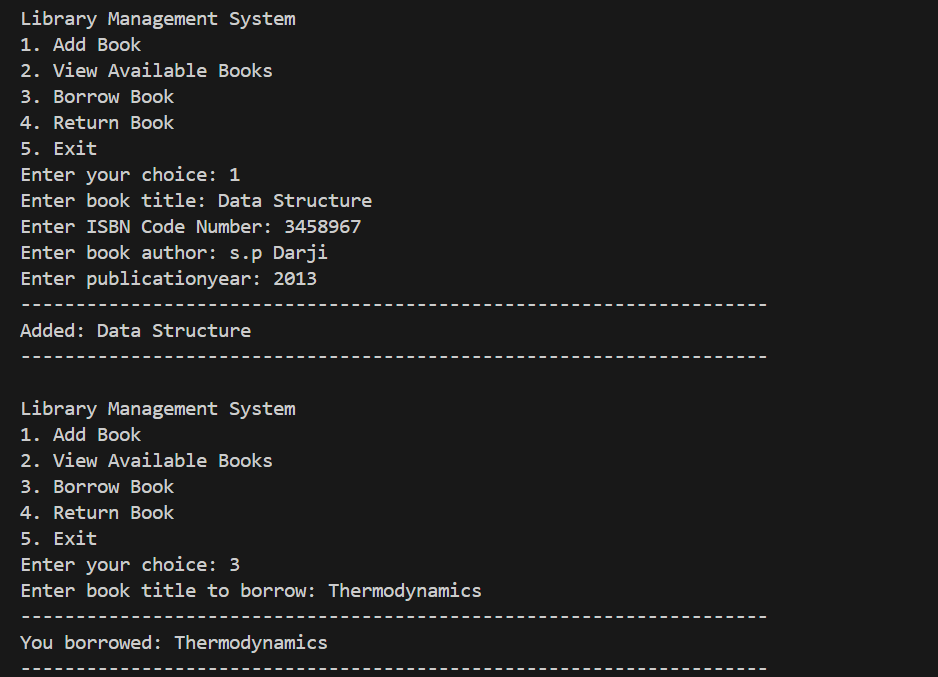 Library Management System
1. Add Book
2. View Available Books
3. Borrow Book
4. Return Book
5. Exit
Enter your choice: 1
Enter book title: Data Structure
Enter ISBN Code Number: 3458967
Enter book author: s.p Darji
Enter publicationyear: 2013
--------------------------------------------------------------------
Added: Data Structure
--------------------------------------------------------------------
Library Management System
1. Add Book
2. View Available Books
3. Borrow Book
4. Return Book
5. Exit
Enter your choice: 3
Enter book title to borrow: Thermodynamics
--------------------------------------------------------------------
You borrowed: Thermodynamics
--------------------------------------------------------------------